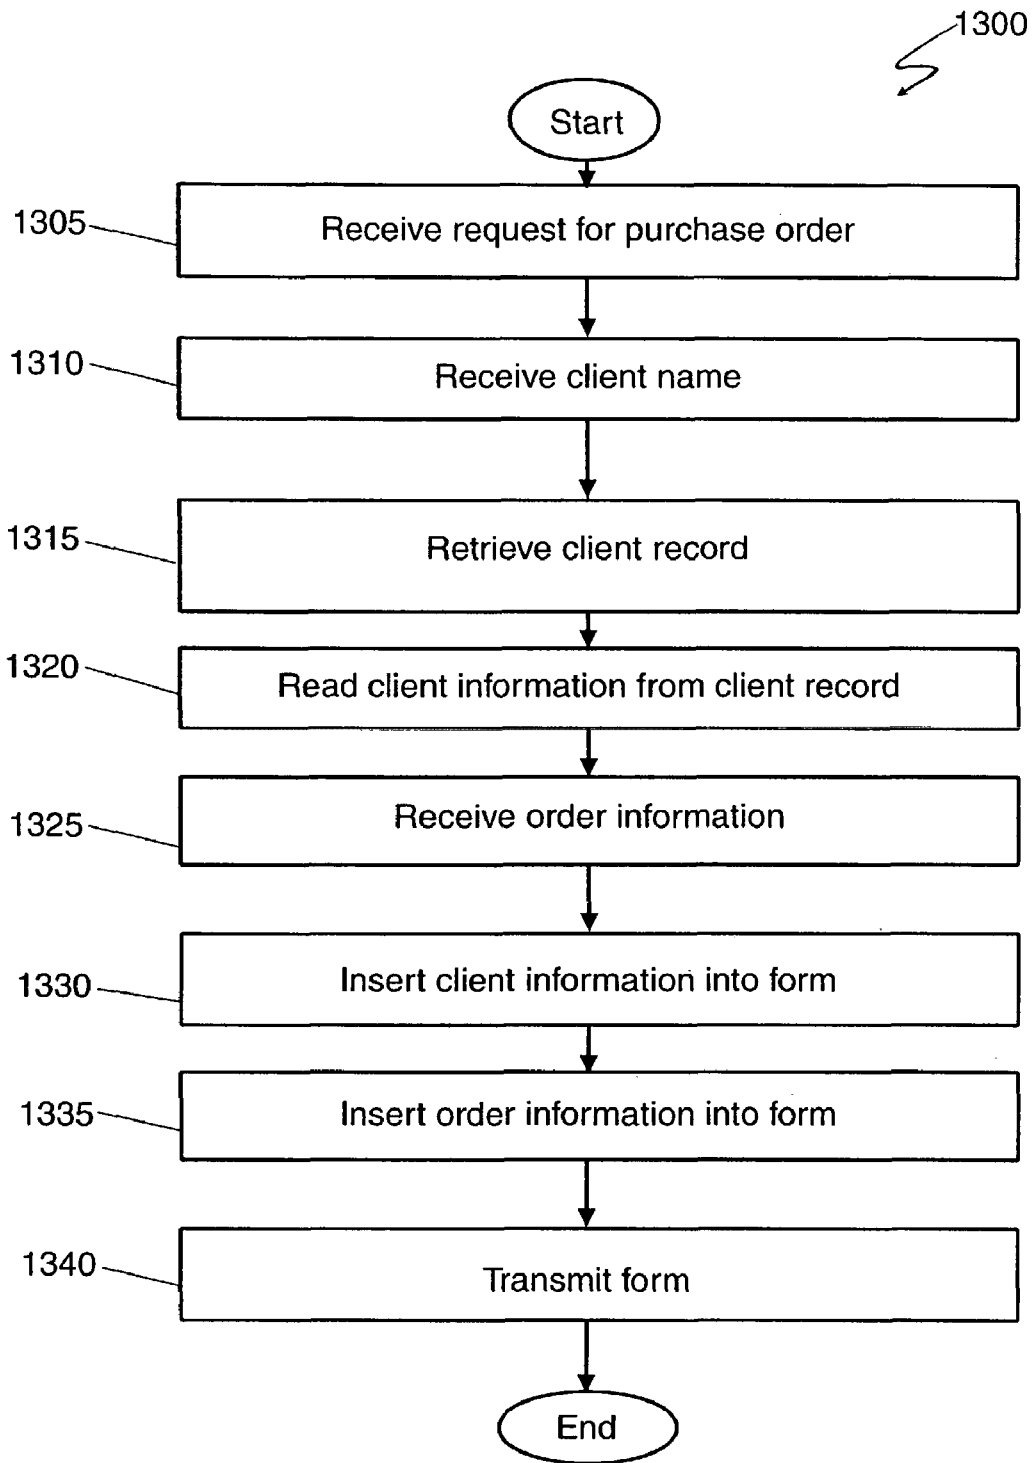 1300
Start
1305
Receive request for purchase order
1310
Receive client name
1315
Retrieve client record
1320
Read client information from client record
1325
Receive order information
1330
Insert client information into form
1335
Insert order information into form
1340
Transmit form
End